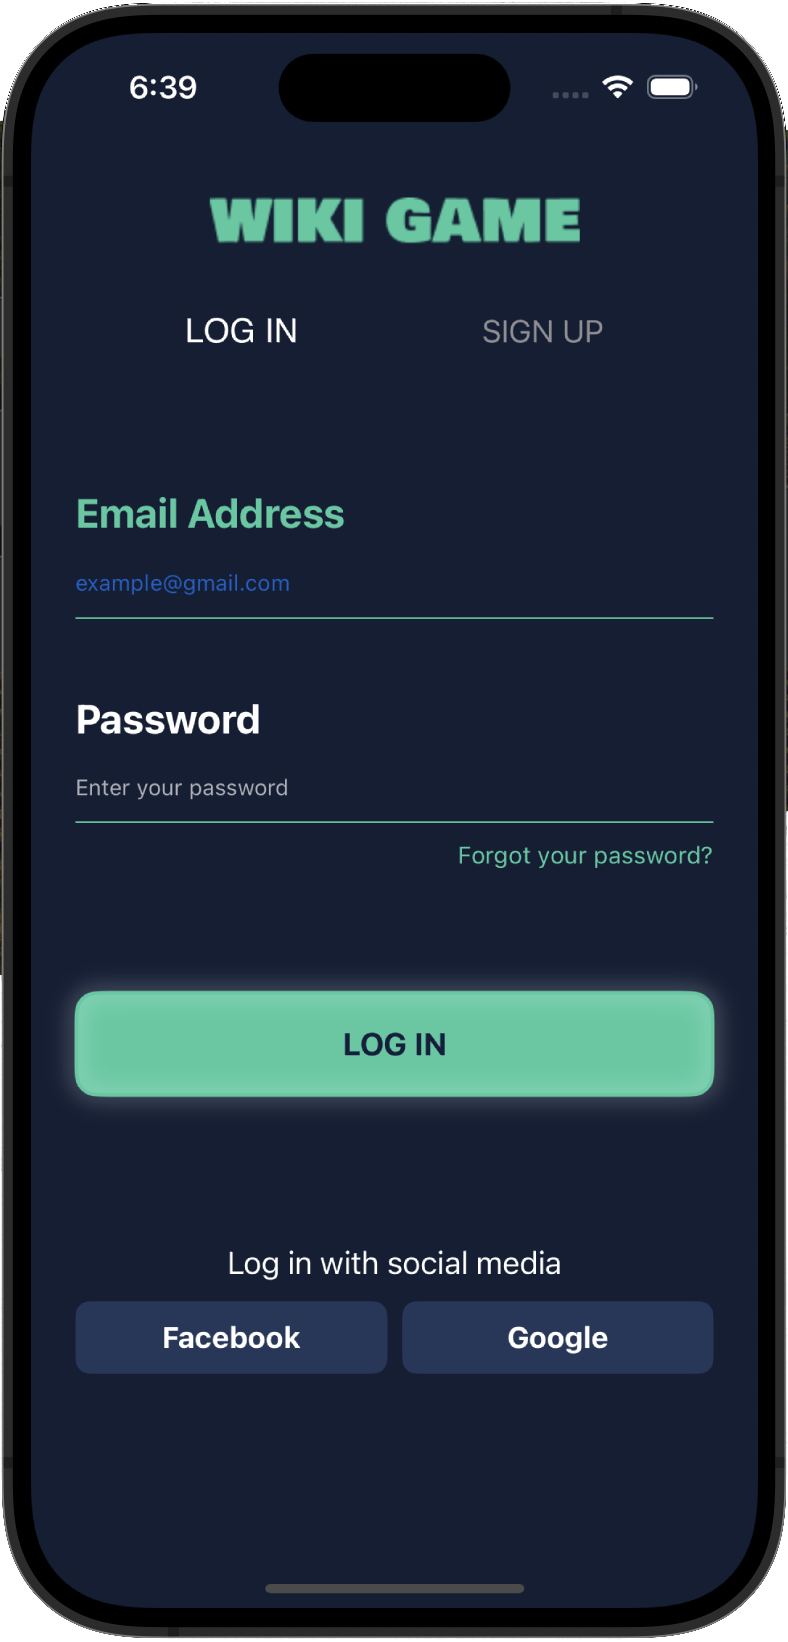 6:39
WIKI GAME
LOG IN
SIGN UP
Email Address
example@gmail.com
Password
Enter your password
Forgot your password?
LOG IN
Log in with social media
Facebook
Google